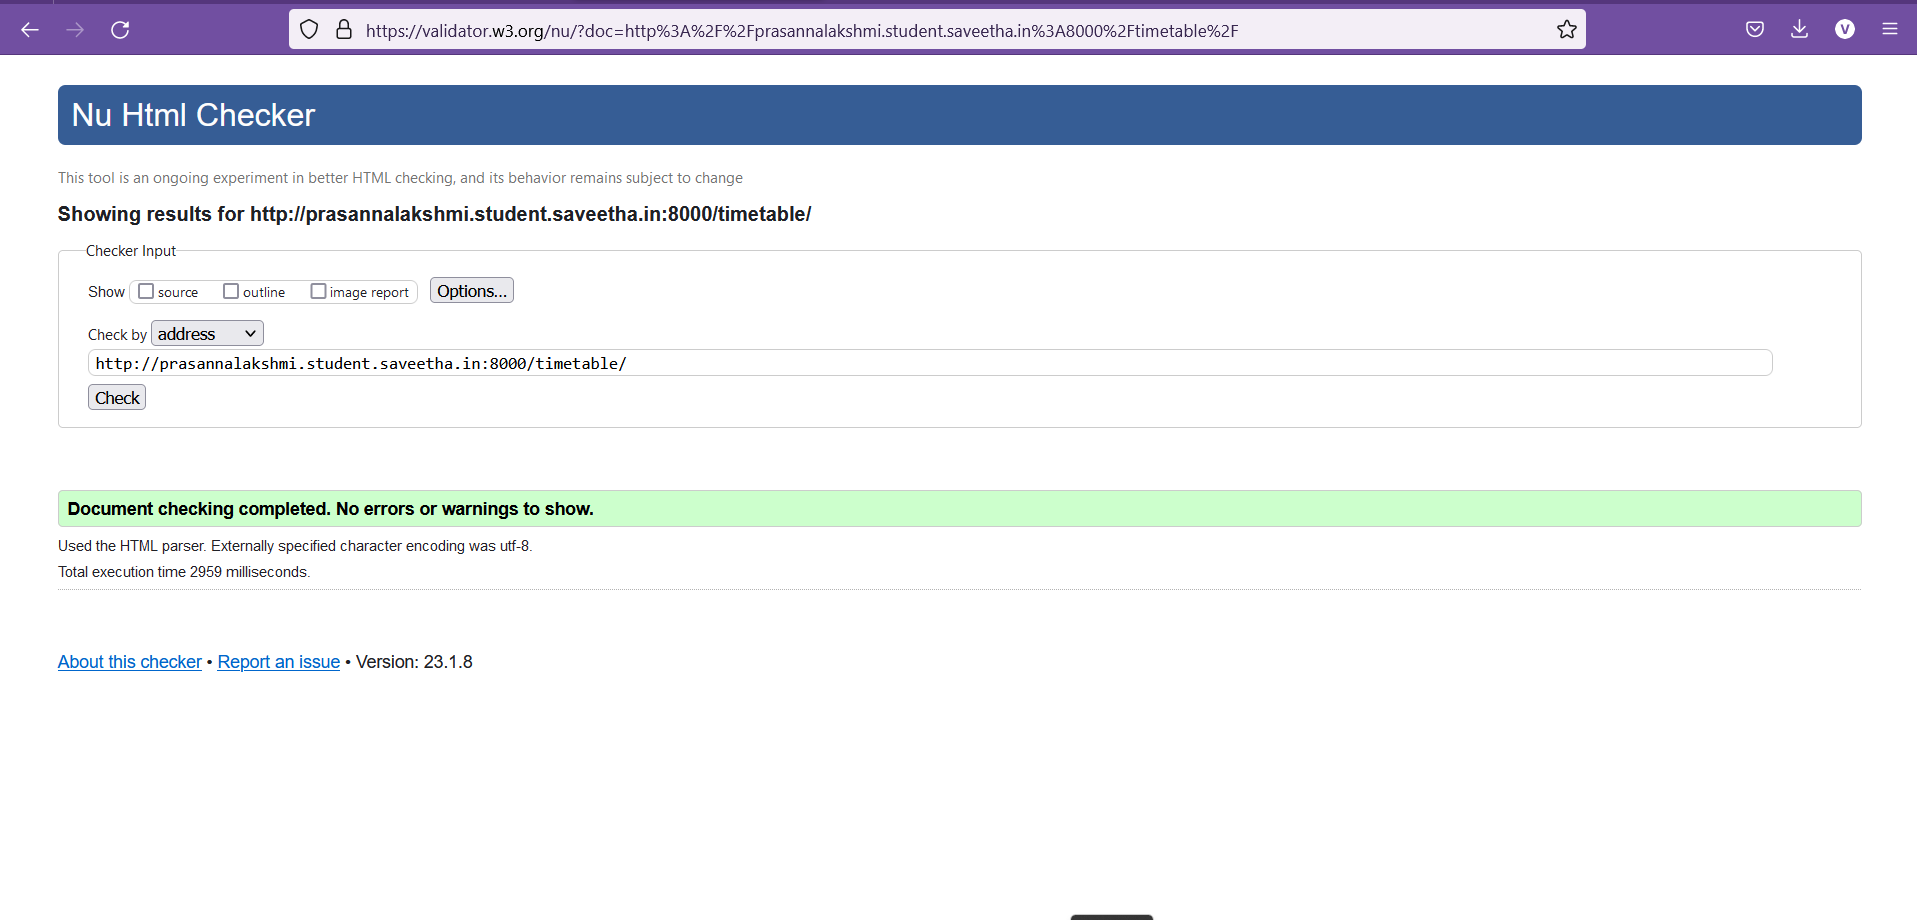 https://validator.w3.org/nu/?doc=http%3A%2F%2Fprasannalakshmi.student.saveetha.in%3A8000%2Ftimetable%2F
V
Nu Html Checker
This tool is an ongoing experiment in better HTML checking, and its behavior remains subject to change
Showing results for http://prasannalakshmi.student.saveetha.in:8000/timetable/
Checker Input
Show source outline image report Options...
Check by address
http://prasannalakshmi.student.saveetha.in:8000/timetable/
Check
Document checking completed. No errors or warnings to show.
Used the HTML parser. Externally specified character encoding was utf-8.
Total execution time 2959 milliseconds.
About this checker • Report an issue • Version: 23.1.8